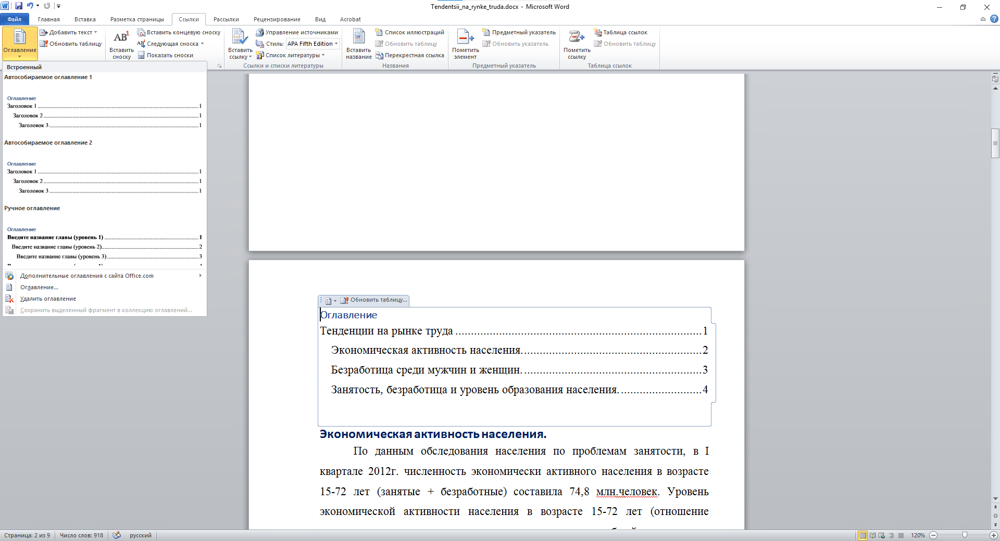 Tendentsii_na_rynke_truda.docx - Microsoft Word
Файл Главная Вставка Разметка страницы Ссылки Рассылки Рецензирование Вид Acrobat
Оглавление
Добавить текст
Обновить таблицу
AB1
Вставить сноску
Вставить концевую сноску
Следующая сноска
Показать сноски
Вставить ссылку
Управление источниками
Стиль: APA Fifth Edition
Список литературы
Ссылки и списки литературы
Вставить название
Список иллюстраций
Обновить таблицу
Перекрестная ссылка
Названия
Пометить элемент
Предметный указатель
Обновить указатель
Предметный указатель
Пометить ссылку
Таблица ссылок
Обновить таблицу
Таблица ссылок
Встроенный
Автособираемое оглавление 1
Оглавление
Заголовок 1 1
Заголовок 2 1
Заголовок 3 1
Автособираемое оглавление 2
Оглавление
Заголовок 1 1
Заголовок 2 1
Заголовок 3 1
Ручное оглавление
Оглавление
Введите название главы (уровень 1) 1
Введите название главы (уровень 2) 2
Введите название главы (уровень 3) 3
Дополнительные оглавления с сайта Office.com
Оглавление...
Удалить оглавление
Сохранить выделенный фрагмент в коллекцию оглавлений...
Обновить таблицу...
Оглавление
Тенденции на рынке труда 1
Экономическая активность населения. 2
Безработица среди мужчин и женщин. 3
Занятость, безработица и уровень образования населения. 4
Экономическая активность населения.
По данным обследования населения по проблемам занятости, в I
квартале 2012г. численность экономически активного населения в возрасте
15-72 лет (занятые + безработные) составила 74,8 млн.человек. Уровень
экономической активности населения в возрасте 15-72 лет (отношение
Страница: 2 из 9 Число слов: 918 русский 120%